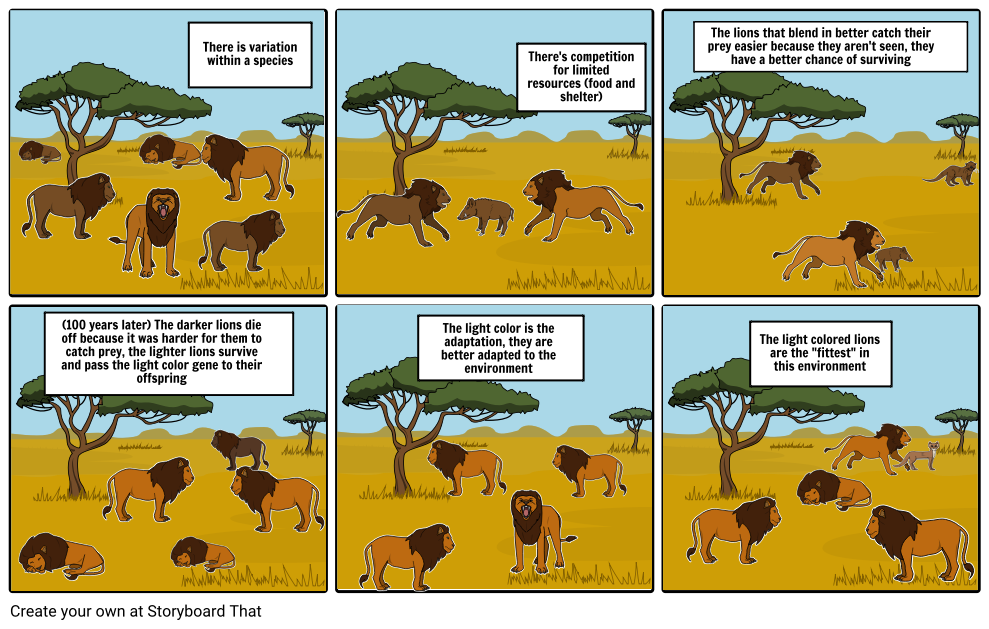 There is variation
within a species
There's competition
for limited
resources (food and
shelter)
The lions that blend in better catch their
prey easier because they aren't seen, they
have a better chance of surviving
(100 years later) The darker lions die
off because it was harder for them to
catch prey, the lighter lions survive
and pass the light color gene to their
offspring
The light color is the
adaptation, they are
better adapted to the
environment
The light colored lions
are the "fittest" in
this environment
Create your own at Storyboard That